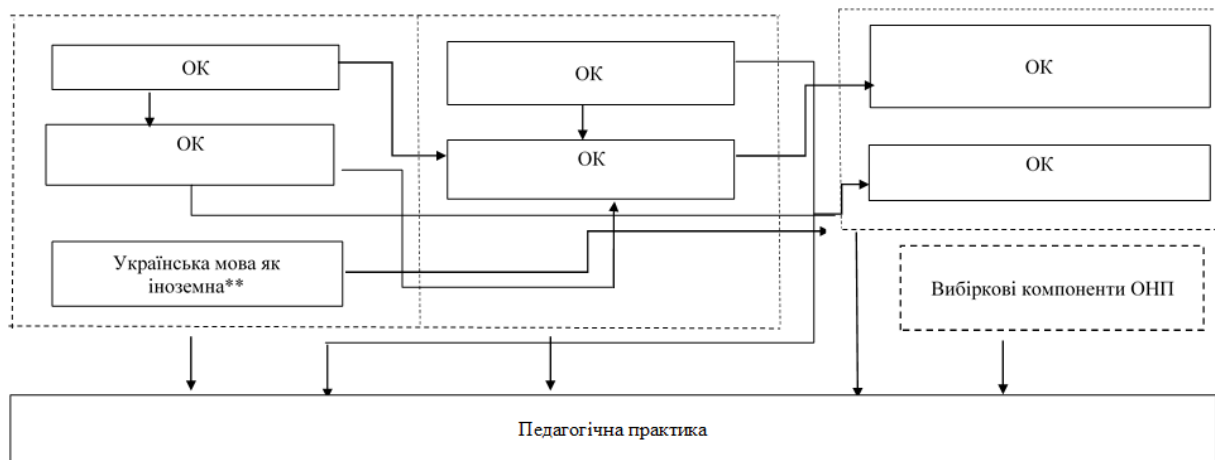 ОК
ОК
Українська мова як
іноземна**
ОК
ОК
ОК
ОК
Вибіркові компоненти ОНП
Педагогічна практика